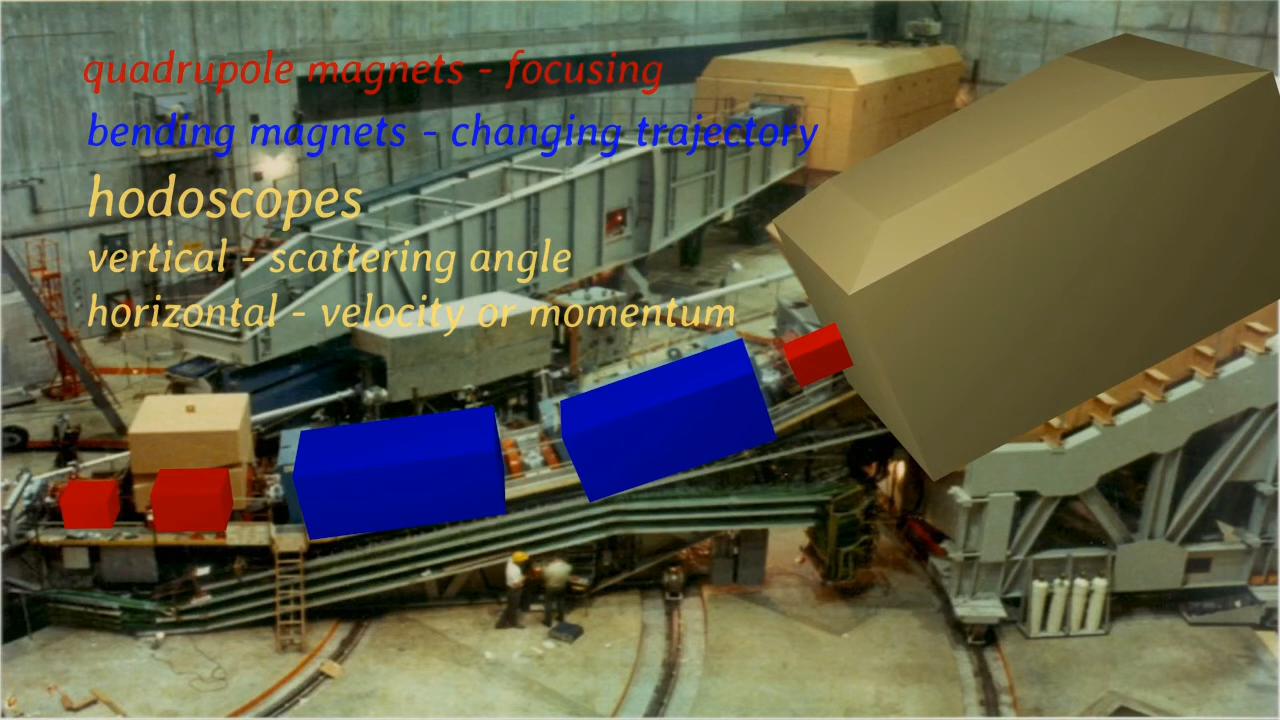 quadrupole magnets - focusing
bending magnets - changing trajectory
hodoscopes
vertical - scattering angle
horizontal - velocity or momentum